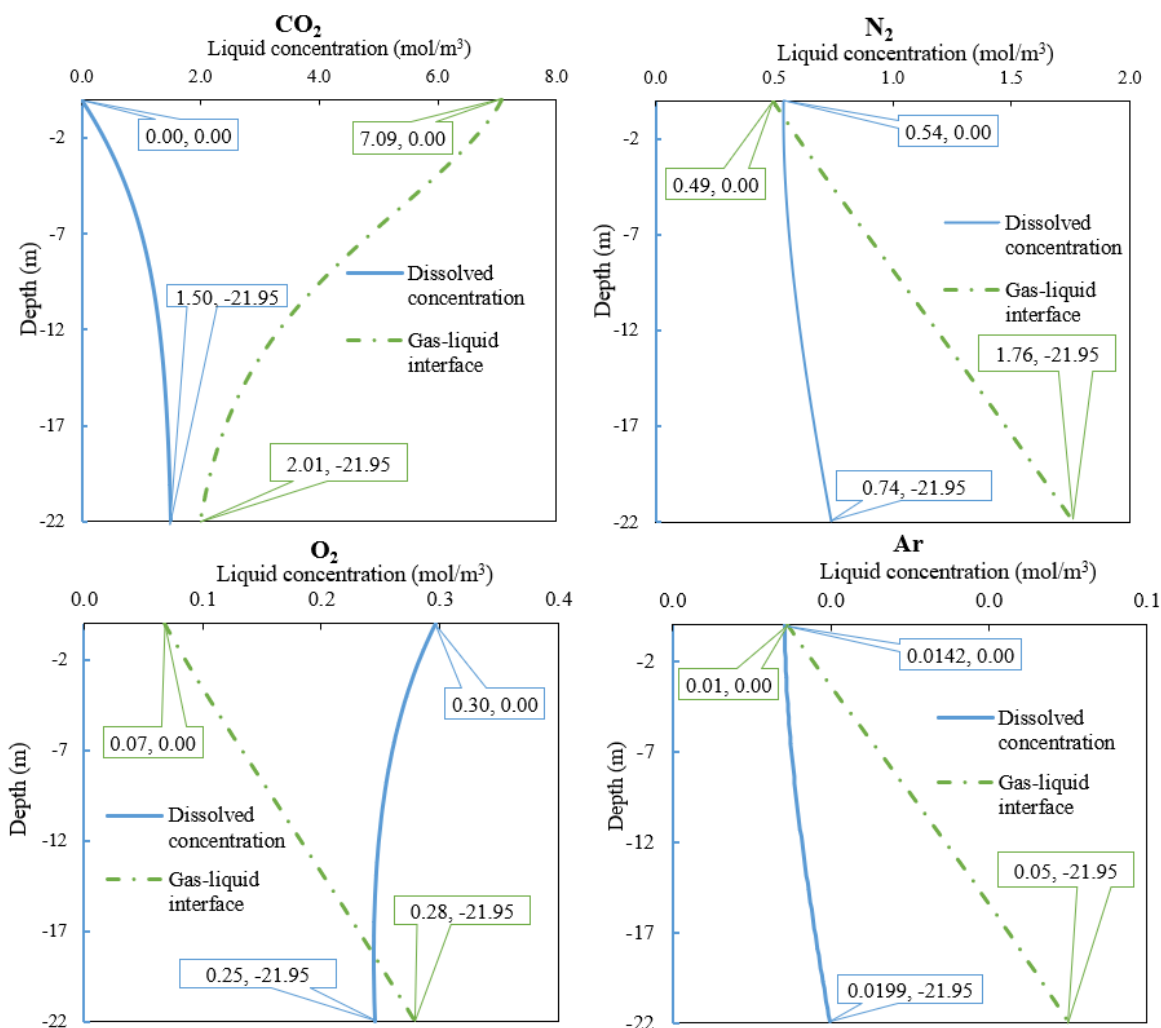 CO2
Liquid concentration (mol/m3)
0.0 2.0 4.0 6.0 8.0
-2
-7
-12
-17
-22
Depth (m)
0.00, 0.00
7.09, 0.00
1.50, -21.95
2.01, -21.95
Dissolved
concentration
Gas-liquid
interface
N2
Liquid concentration (mol/m3)
0.0 0.5 1.0 1.5 2.0
-2
-7
-12
-17
-22
Depth (m)
0.54, 0.00
0.49, 0.00
Dissolved
concentration
Gas-liquid
interface
1.76, -21.95
0.74, -21.95
O2
Liquid concentration (mol/m3)
0.0 0.1 0.2 0.3 0.4
-2
-7
-12
-17
-22
Depth (m)
0.30, 0.00
0.07, 0.00
Dissolved
concentration
Gas-liquid
interface
0.28, -21.95
0.25, -21.95
Ar
Liquid concentration (mol/m3)
0.0 0.0 0.0 0.1
-2
-7
-12
-17
-22
Depth (m)
0.0142, 0.00
0.01, 0.00
Dissolved
concentration
Gas-liquid
interface
0.05, -21.95
0.0199, -21.95